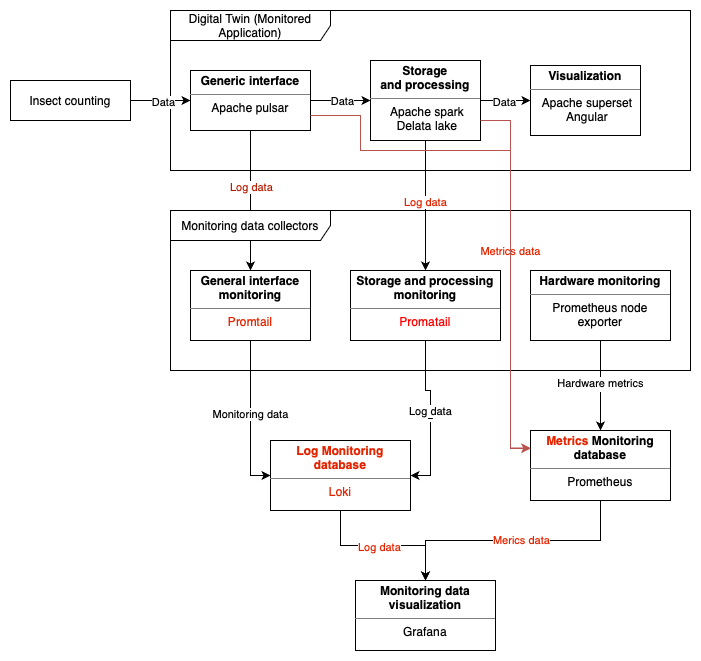 Digital Twin (Monitored
Application)
Insect counting
Data
Generic interface
Apache pulsar
Data
Storage
and processing
Apache spark
Delata lake
Data
Visualization
Apache superset
Angular
Log data
Log data
Monitoring data collectors
Metrics data
General interface
monitoring
Promtail
Storage and processing
monitoring
Promatail
Hardware monitoring
Prometheus node
exporter
Hardware metrics
Monitoring data
Log data
Log Monitoring
database
Loki
Metrics Monitoring
database
Prometheus
Log data
Merics data
Monitoring data
visualization
Grafana